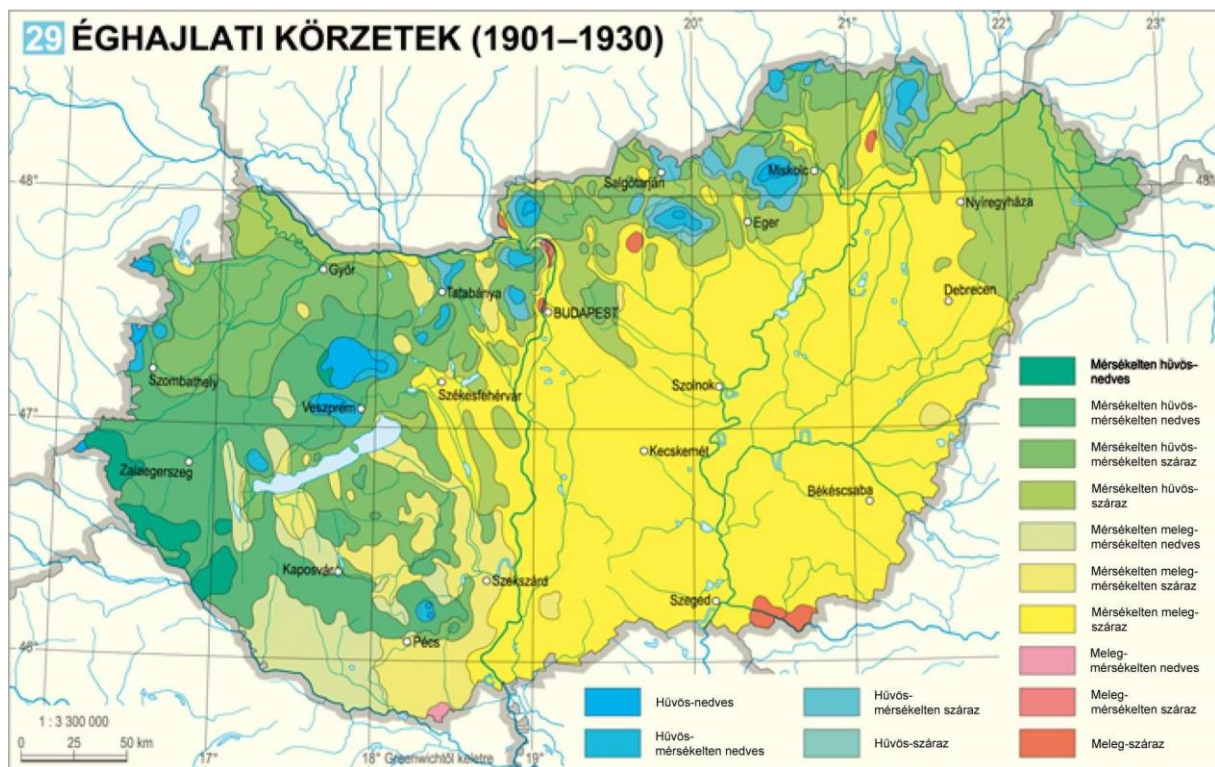 29 ÉGHAJLATI KÖRZETEK (1901–1930)
20°
21°
22°
23°
48°
48°
Salgótarján
Miskolc
Eger
Nyíregyháza
Győr
Tatabánya
BUDAPEST
Debrecen
Szombathely
Székesfehérvár
Szolnok
Veszprém
47°
47°
Zalaegerszeg
Kecskemét
Békéscsaba
Kaposvár
Szekszárd
Szeged
46°
Pécs
Mérsékelten hűvös-
nedves
Mérsékelten hűvös-
mérsékelten nedves
Mérsékelten hűvös-
mérsékelten száraz
Mérsékelten hűvös-
száraz
Mérsékelten meleg-
mérsékelten nedves
Mérsékelten meleg-
mérsékelten száraz
Mérsékelten meleg-
száraz
Meleg-
mérsékelten nedves
Meleg-
mérsékelten száraz
Meleg-száraz
Hűvös-nedves
Hűvös-
mérsékelten nedves
Hűvös-
mérsékelten száraz
Hűvös-száraz
1 : 3 300 000
0 25 50 km
17° 18° Greenwichtől keletre 19°